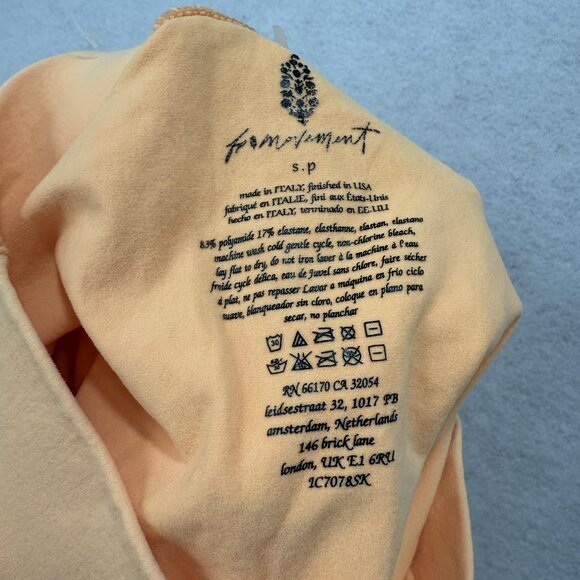 fp movement
s.p
made in ITALY, finished in USA
fabriqué en ITALIE, fini aux États-Unis
hecho en ITALY, terminado en EE.UU
83% polyamide 17% elastane, elasthanne, elastan, elastano
machine wash cold gentle cycle, non-chlorine bleach,
lay flat to dry, do not iron laver à la machine à l'eau
froide cycle délica, eau de Javel sans chlore, faire sécher
à plat, ne pas repasser Lavar a máquina en frio ciclo
suave, blanqueador sin cloro, coloque en plano para
secar, no planchar
30
RN 66170 CA 32054
leidsestraat 32, 1017 PB
amsterdam, Netherlands
146 brick lane
london, UK E1 6RU
IC7078SK